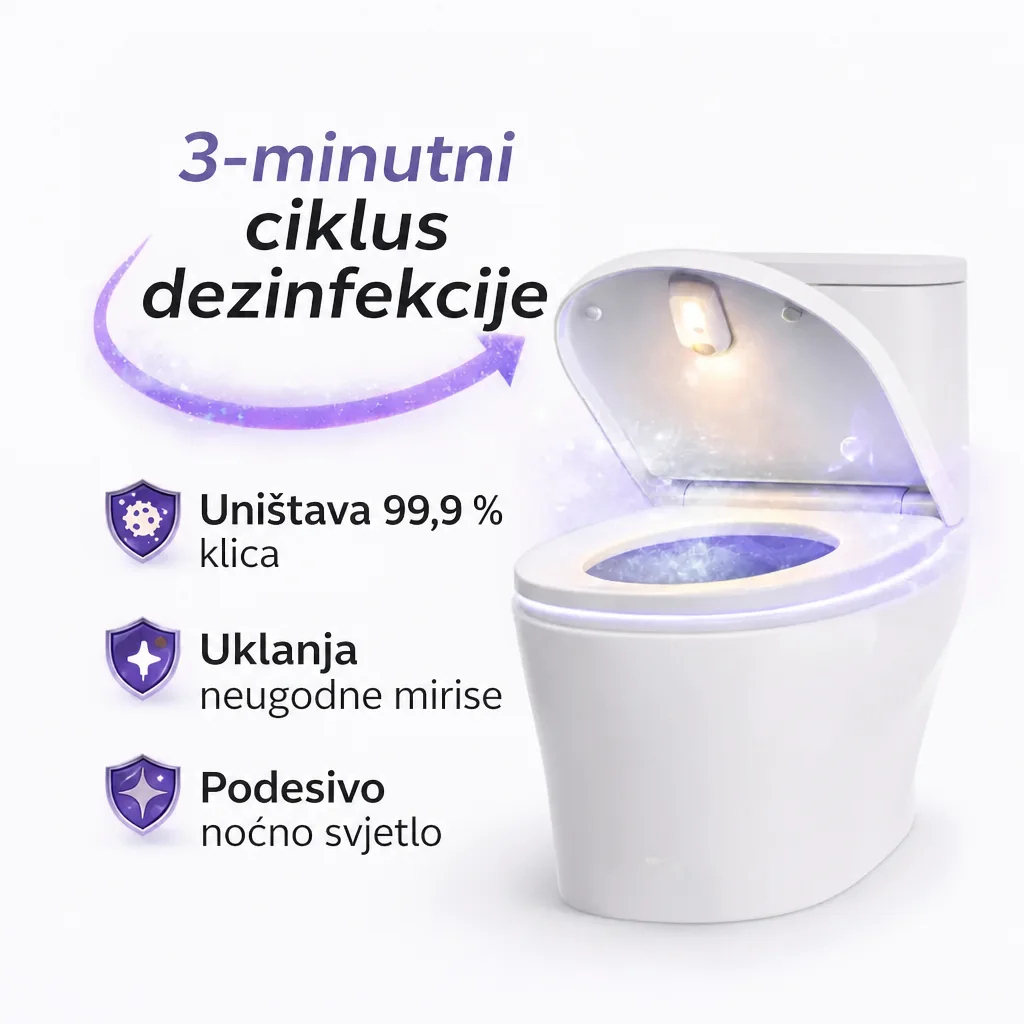 3-minutni
ciklus
dezinfekcije
Uništava 99,9 %
klica
Uklanja
neugodne mirise
Podesivo
noćno svjetlo